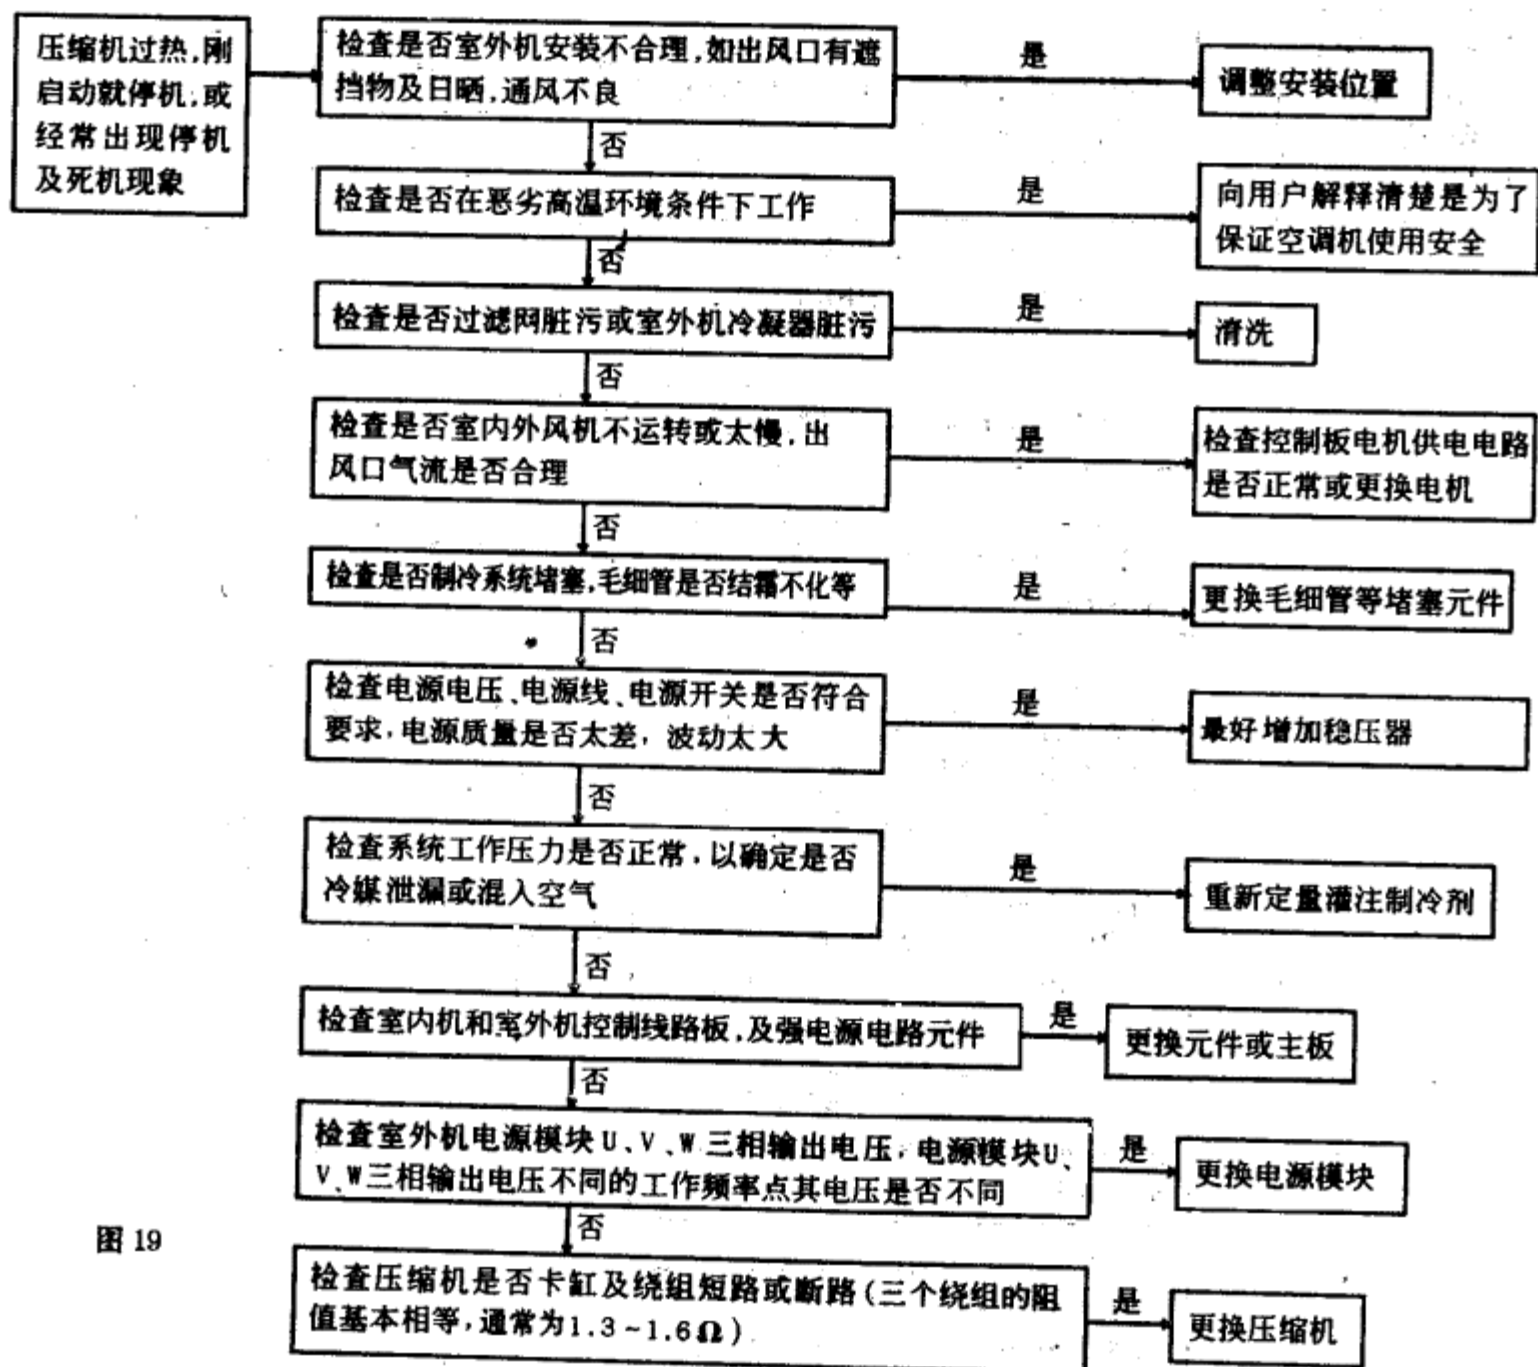 压缩机过热,刚
启动就停机,或
经常出现停机
及死机现象
检查是否室外机安装不合理,如出风口有遮
挡物及日晒,通风不良
是
调整安装位置
否
检查是否在恶劣高温环境条件下工作
是
向用户解释清楚是为了
保证空调机使用安全
否
检查是否过滤网脏污或室外机冷凝器脏污
是
清洗
否
检查是否室内外风机不运转或太慢,出
风口气流是否合理
是
检查控制板电机供电电路
是否正常或更换电机
否
检查是否制冷系统堵塞,毛细管是否结霜不化等
是
更换毛细管等堵塞元件
否
检查电源电压、电源线、电源开关是否符合
要求,电源质量是否太差,波动太大
是
最好增加稳压器
否
检查系统工作压力是否正常,以确定是否
冷媒泄漏或混入空气
是
重新定量灌注制冷剂
否
检查室内机和室外机控制线路板,及强电源电路元件
是
更换元件或主板
否
检查室外机电源模块U、V、W三相输出电压,电源模块U、
V、W三相输出电压不同的工作频率点其电压是否不同
是
更换电源模块
否
检查压缩机是否卡缸及绕组短路或断路(三个绕组的阻
值基本相等,通常为1.3~1.6Ω)
是
更换压缩机
图 19